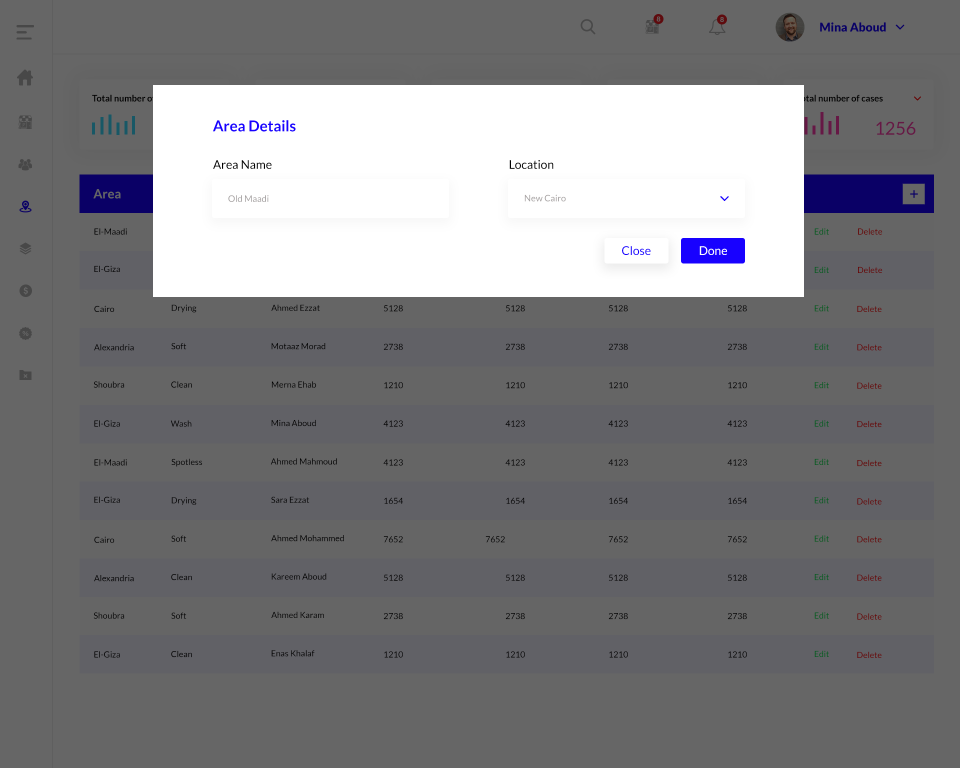 8
8
Mina Aboud
Total number o
otal number of cases
1256
Area Details
Area Name
Location
Old Maadi
New Cairo
Close
Done
Area
+
El-Maadi Edit Delete
El-Giza Edit Delete
Cairo Drying Ahmed Ezzat 5128 5128 5128 5128 Edit Delete
Alexandria Soft Motaaz Morad 2738 2738 2738 2738 Edit Delete
Shoubra Clean Merna Ehab 1210 1210 1210 1210 Edit Delete
El-Giza Wash Mina Aboud 4123 4123 4123 4123 Edit Delete
El-Maadi Spotless Ahmed Mahmoud 4123 4123 4123 4123 Edit Delete
El-Giza Drying Sara Ezzat 1654 1654 1654 1654 Edit Delete
Cairo Soft Ahmed Mohammed 7652 7652 7652 7652 Edit Delete
Alexandria Clean Kareem Aboud 5128 5128 5128 5128 Edit Delete
Shoubra Soft Ahmed Karam 2738 2738 2738 2738 Edit Delete
El-Giza Clean Enas Khalaf 1210 1210 1210 1210 Edit Delete